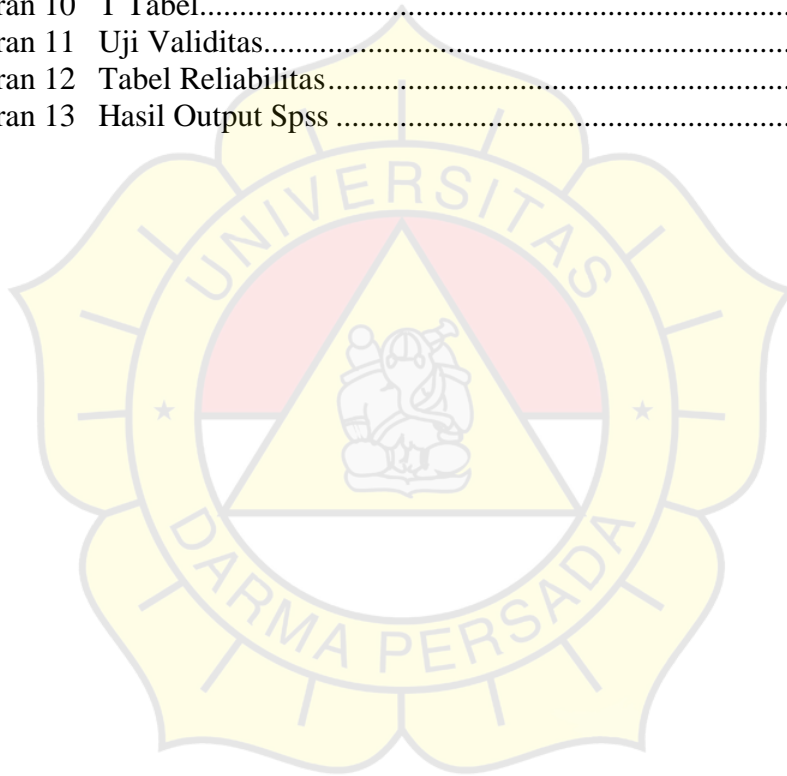 ran 10 T Tabel
ran 11 Uji Validitas
ran 12 Tabel Reliabilitas
ran 13 Hasil Output Spss
UNIVERSITAS
DARMA PERSADA